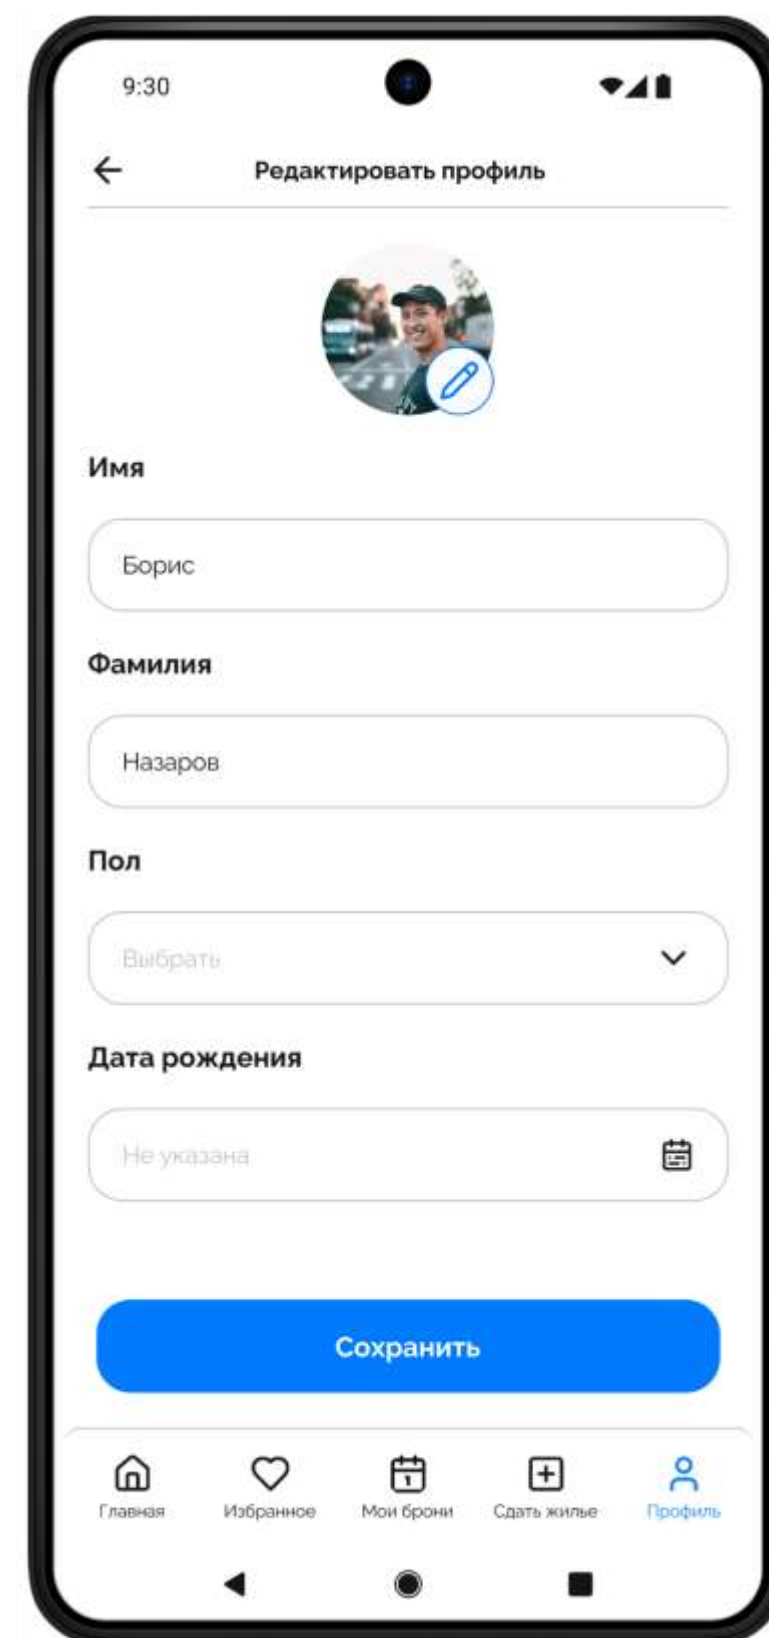 9:30
Редактировать профиль
Имя
Борис
Фамилия
Назаров
Пол
Выбрать
Дата рождения
Не указана
Сохранить
1
Главная
Избранное
Мои брони
Сдать жилье
Профиль